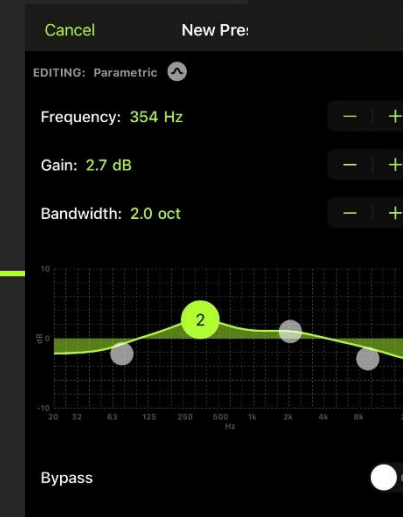 Cancel
New Pre
EDITING: Parametric
Frequency: 354 Hz
− +
Gain: 2.7 dB
− +
Bandwidth: 2.0 oct
− +
10
2
dB
0
-10
20 32 63 125 250 500 1k 2k 4k 8k
Hz
Bypass